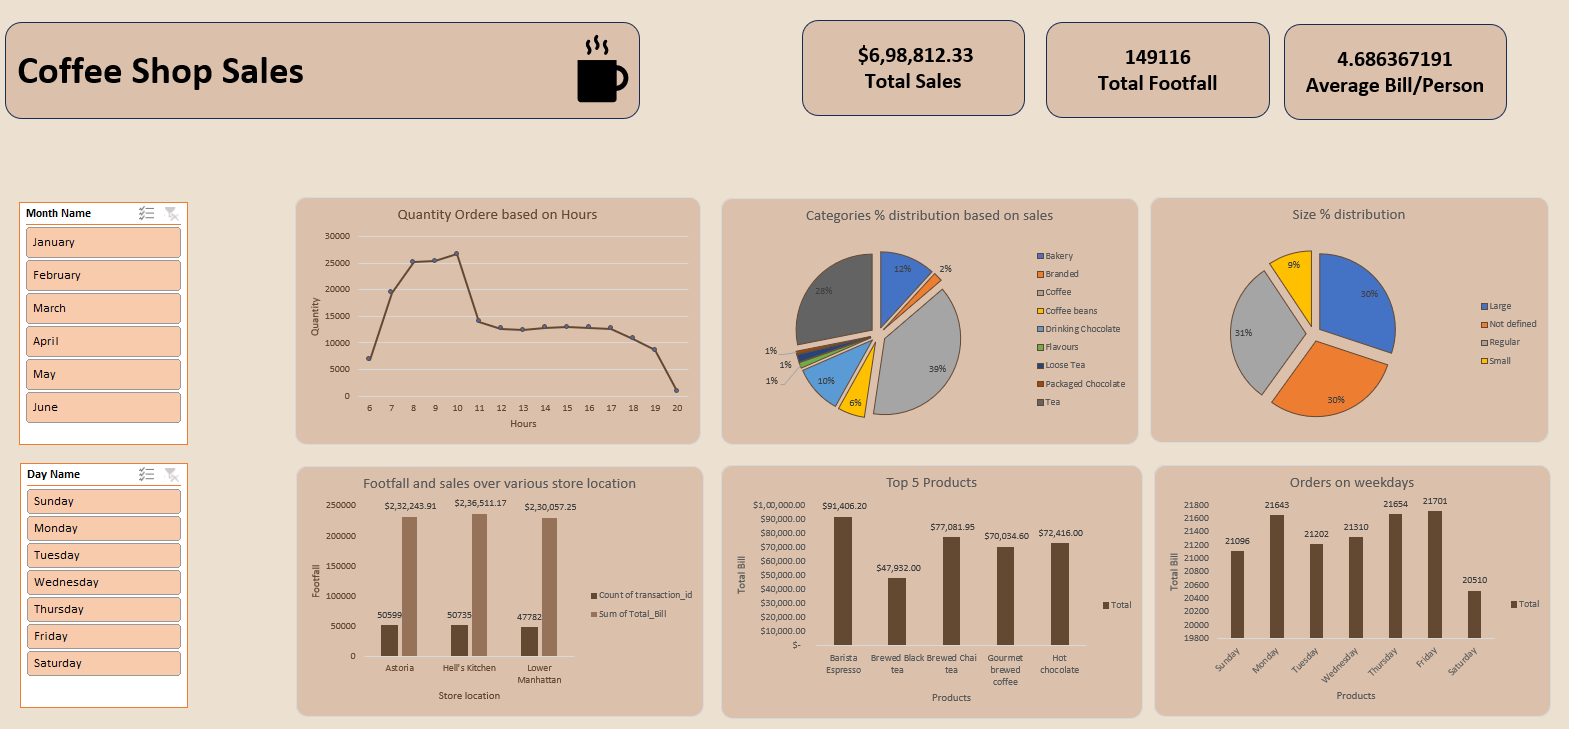 Coffee Shop Sales
$6,98,812.33
Total Sales
149116
Total Footfall
4.686367191
Average Bill/Person
Month Name
January
February
March
April
May
June
Day Name
Sunday
Monday
Tuesday
Wednesday
Thursday
Friday
Saturday
Quantity Ordere based on Hours
30000
25000
20000
15000
10000
5000
0
Quantity
6 7 8 9 10 11 12 13 14 15 16 17 18 19 20
Hours
Categories % distribution based on sales
12%
2%
39%
6%
10%
1%
1%
1%
28%
Bakery
Branded
Coffee
Coffee beans
Drinking Chocolate
Flavours
Loose Tea
Packaged Chocolate
Tea
Size % distribution
30%
30%
31%
9%
Large
Not defined
Regular
Small
Footfall and sales over various store location
250000
200000
150000
100000
50000
0
Footfall
$2,32,243.91
$2,36,511.17
$2,30,057.25
50599
50735
47782
Astoria
Hell's Kitchen
Lower
Manhattan
Store location
Count of transaction_id
Sum of Total_Bill
Top 5 Products
$1,00,000.00
$90,000.00
$80,000.00
$70,000.00
$60,000.00
$50,000.00
$40,000.00
$30,000.00
$20,000.00
$10,000.00
$-
Total Bill
$91,406.20
$47,932.00
$77,081.95
$70,034.60
$72,416.00
Barista
Espresso
Brewed Black
tea
Brewed Chai
tea
Gourmet
brewed
coffee
Hot
chocolate
Products
Total
Orders on weekdays
21800
21600
21400
21200
21000
20800
20600
20400
20200
20000
19800
Total Bill
21096
21643
21202
21310
21654
21701
20510
Sunday
Monday
Tuesday
Wednesday
Thursday
Friday
Saturday
Products
Total